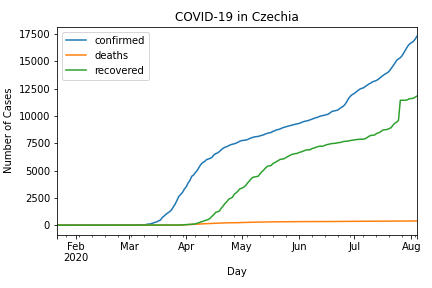 COVID-19 in Czechia
confirmed
deaths
recovered
Number of Cases
17500
15000
12500
10000
7500
5000
2500
0
Feb
2020
Mar
Apr
May
Jun
Jul
Aug
Day